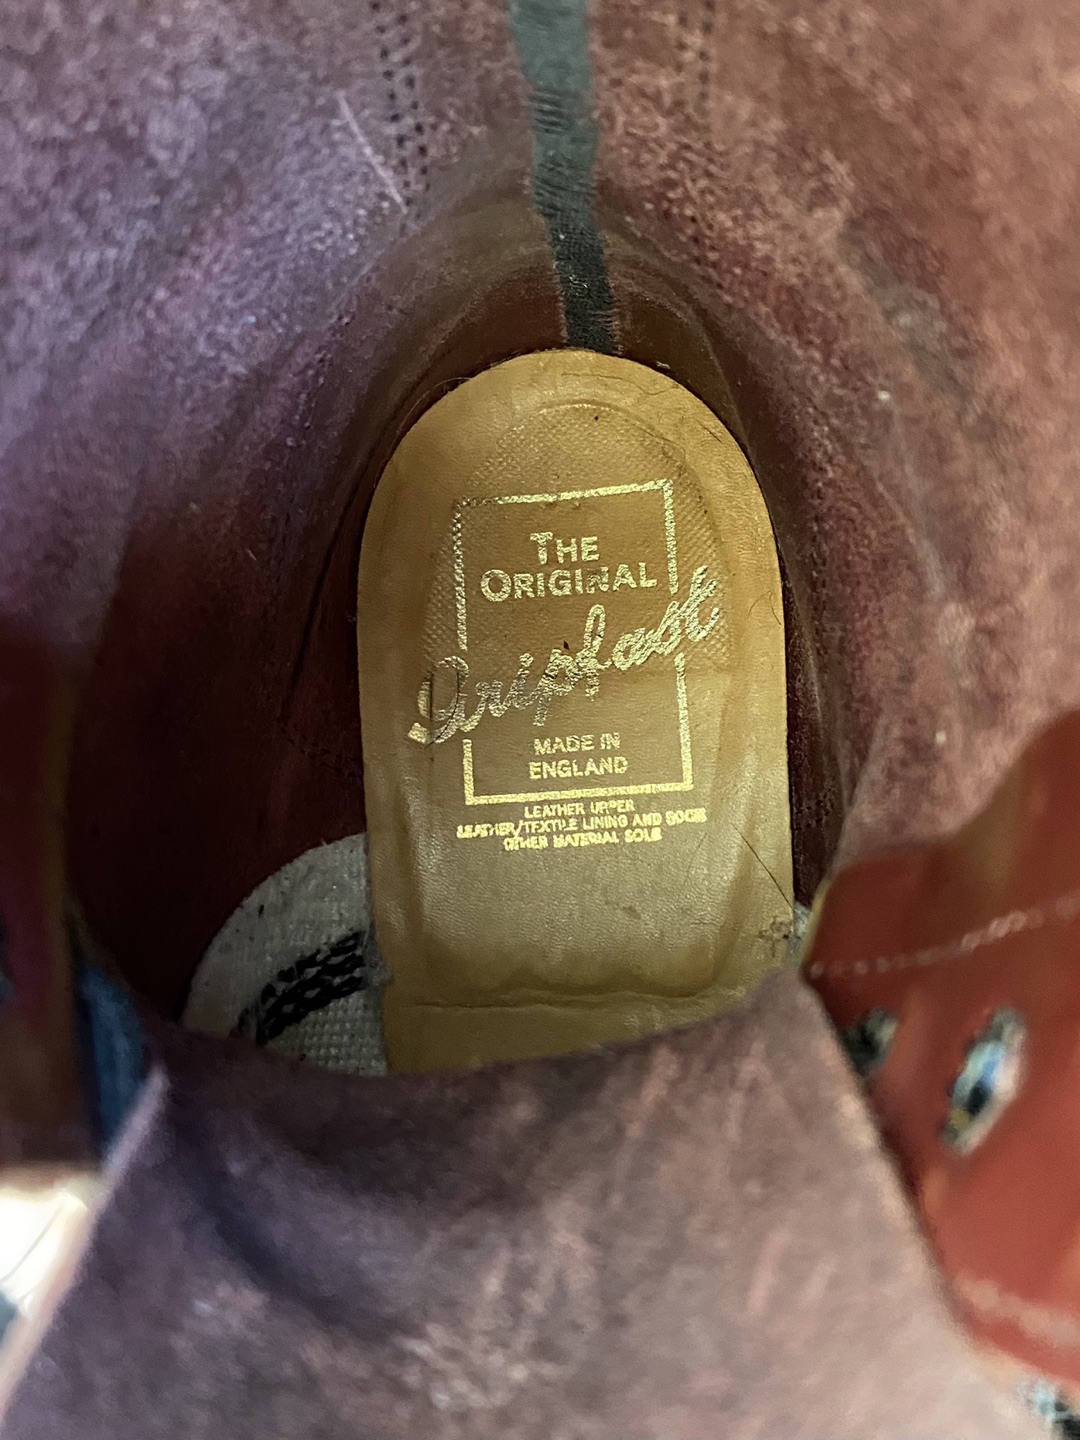 THE
ORIGINAL
Gripfast
MADE IN
ENGLAND
LEATHER UPPER
LEATHER/TEXTILE LINING AND SOCK
OTHER MATERIAL SOLE